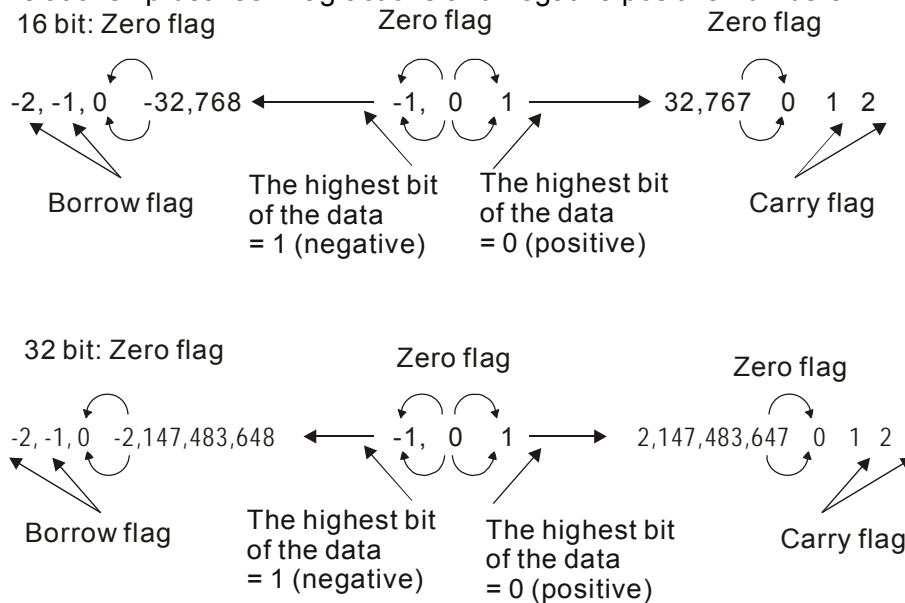 16 bit: Zero flag Zero flag Zero flag
-2, -1, 0 -32,768 -1, 0 1 32,767 0 1 2
Borrow flag
The highest bit
of the data
= 1 (negative)
The highest bit
of the data
= 0 (positive)
Carry flag
32 bit: Zero flag Zero flag Zero flag
-2, -1, 0 -2,147,483,648 -1, 0 1 2,147,483,647 0 1 2
Borrow flag
The highest bit
of the data
= 1 (negative)
The highest bit
of the data
= 0 (positive)
Carry flag